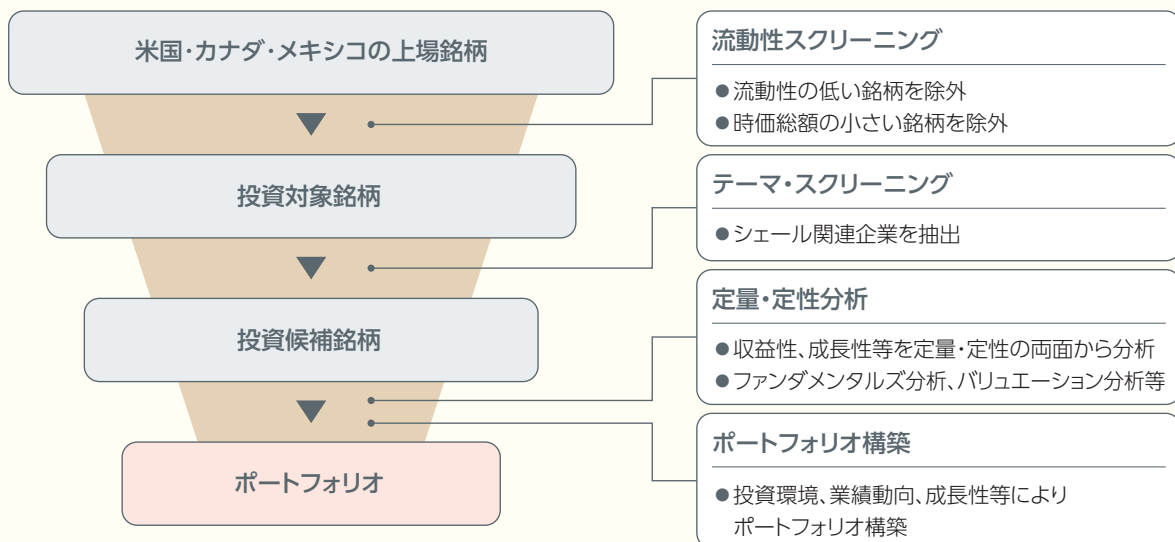 米国・カナダ・メキシコの上場銘柄
流動性スクリーニング
●流動性の低い銘柄を除外
●時価総額の小さい銘柄を除外
投資対象銘柄
テーマ・スクリーニング
●シェール関連企業を抽出
投資候補銘柄
定量・定性分析
●収益性、成長性等を定量・定性の両面から分析
●ファンダメンタルズ分析、バリュエーション分析等
ポートフォリオ
ポートフォリオ構築
●投資環境、業績動向、成長性等により
ポートフォリオ構築